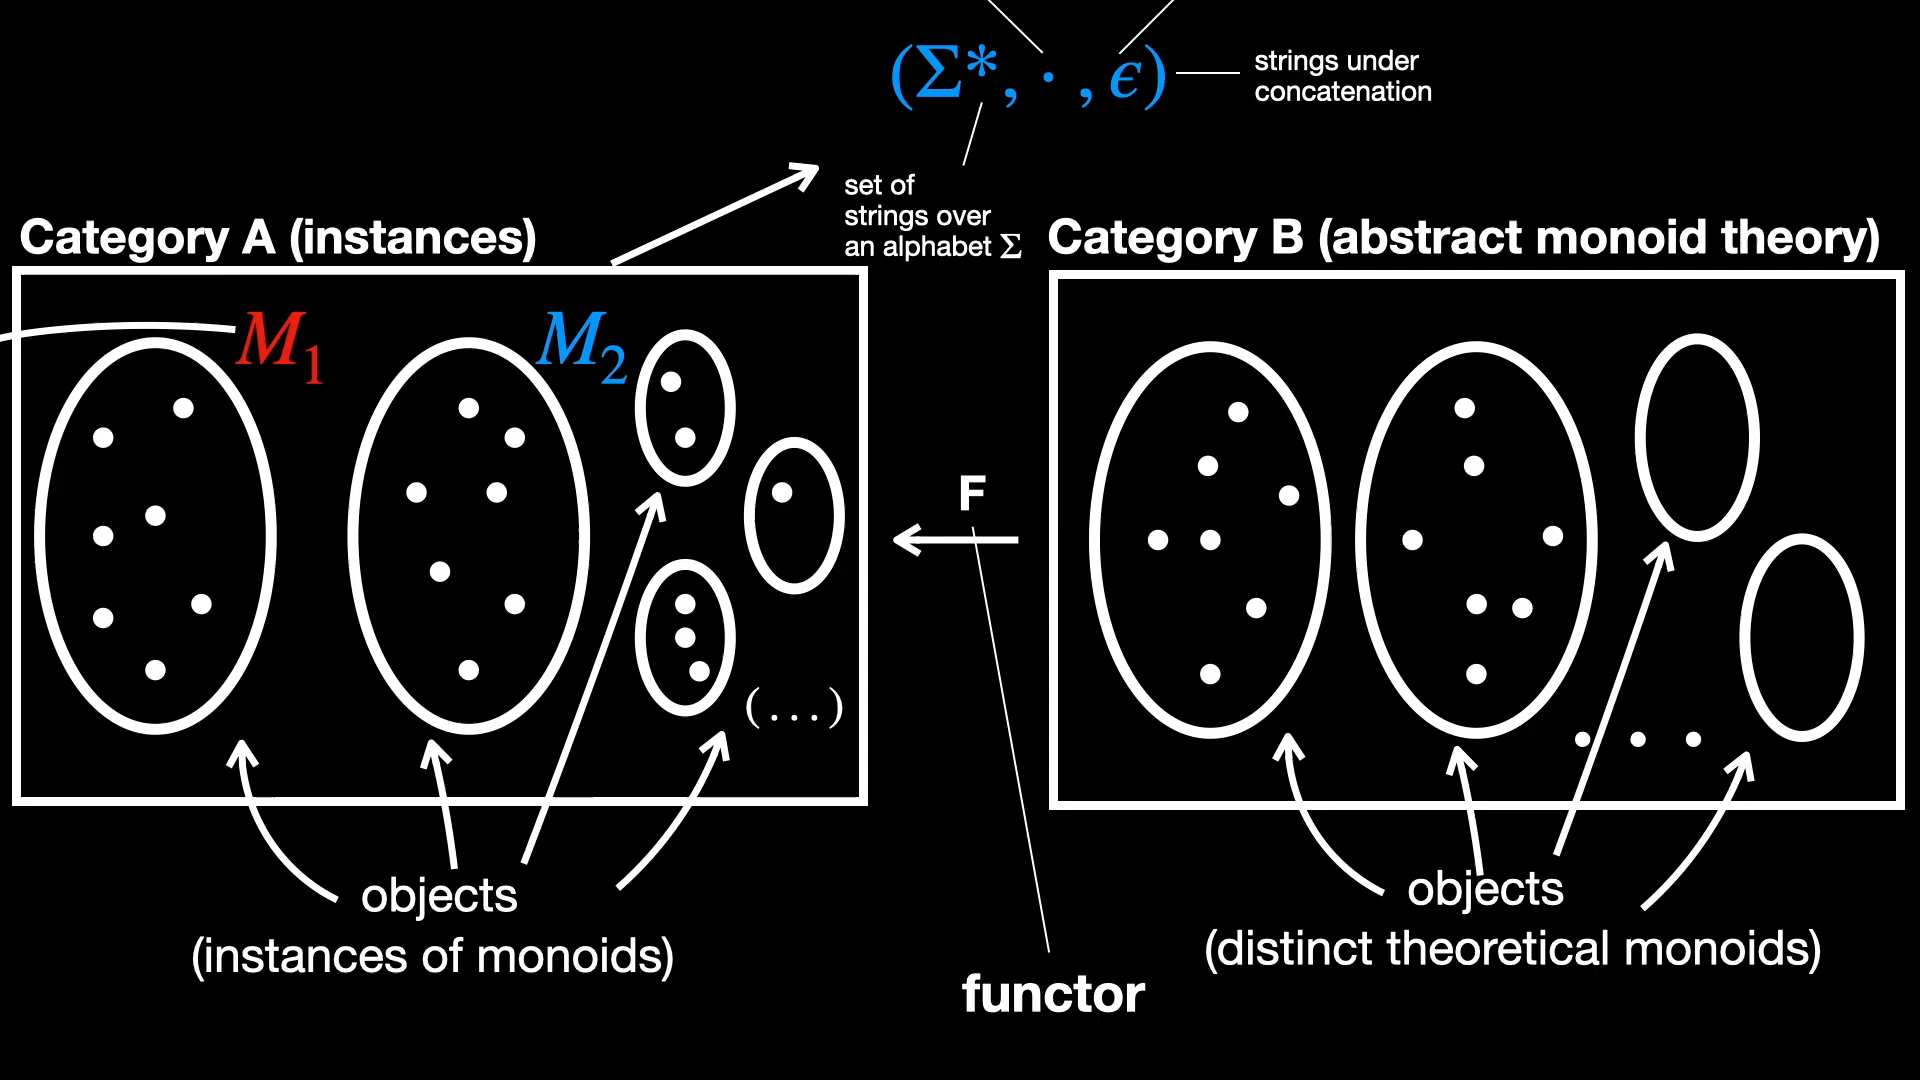 (Σ*, · , ϵ)
strings under
concatenation
set of
strings over
an alphabet Σ
Category A (instances)
Category B (abstract monoid theory)
M₁
M₂
F
(...)
objects
(instances of monoids)
objects
(distinct theoretical monoids)
functor